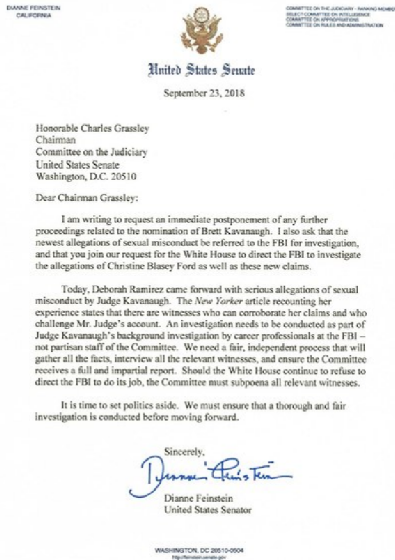 DIANNE FEINSTEIN
CALIFORNIA
COMMITTEE ON THE JUDICIARY - RANKING MEMBER
SELECT COMMITTEE ON INTELLIGENCE
COMMITTEE ON APPROPRIATIONS
COMMITTEE ON RULES AND ADMINISTRATION
United States Senate
September 23, 2018
Honorable Charles Grassley
Chairman
Committee on the Judiciary
United States Senate
Washington, D.C. 20510
Dear Chairman Grassley:
I am writing to request an immediate postponement of any further
proceedings related to the nomination of Brett Kavanaugh. I also ask that the
newest allegations of sexual misconduct be referred to the FBI for investigation,
and that you join our request for the White House to direct the FBI to investigate
the allegations of Christine Blasey Ford as well as these new claims.
Today, Deborah Ramirez came forward with serious allegations of sexual
misconduct by Judge Kavanaugh. The New Yorker article recounting her
experience states that there are witnesses who can corroborate her claims and who
challenge Mr. Judge's account. An investigation needs to be conducted as part of
Judge Kavanaugh's background investigation by career professionals at the FBI –
not partisan staff of the Committee. We need a fair, independent process that will
gather all the facts, interview all the relevant witnesses, and ensure the Committee
receives a full and impartial report. Should the White House continue to refuse to
direct the FBI to do its job, the Committee must subpoena all relevant witnesses.
It is time to set politics aside. We must ensure that a thorough and fair
investigation is conducted before moving forward.
Sincerely,
Dianne Feinstein
Dianne Feinstein
United States Senator
WASHINGTON, DC 20510-0504
http://feinstein.senate.gov